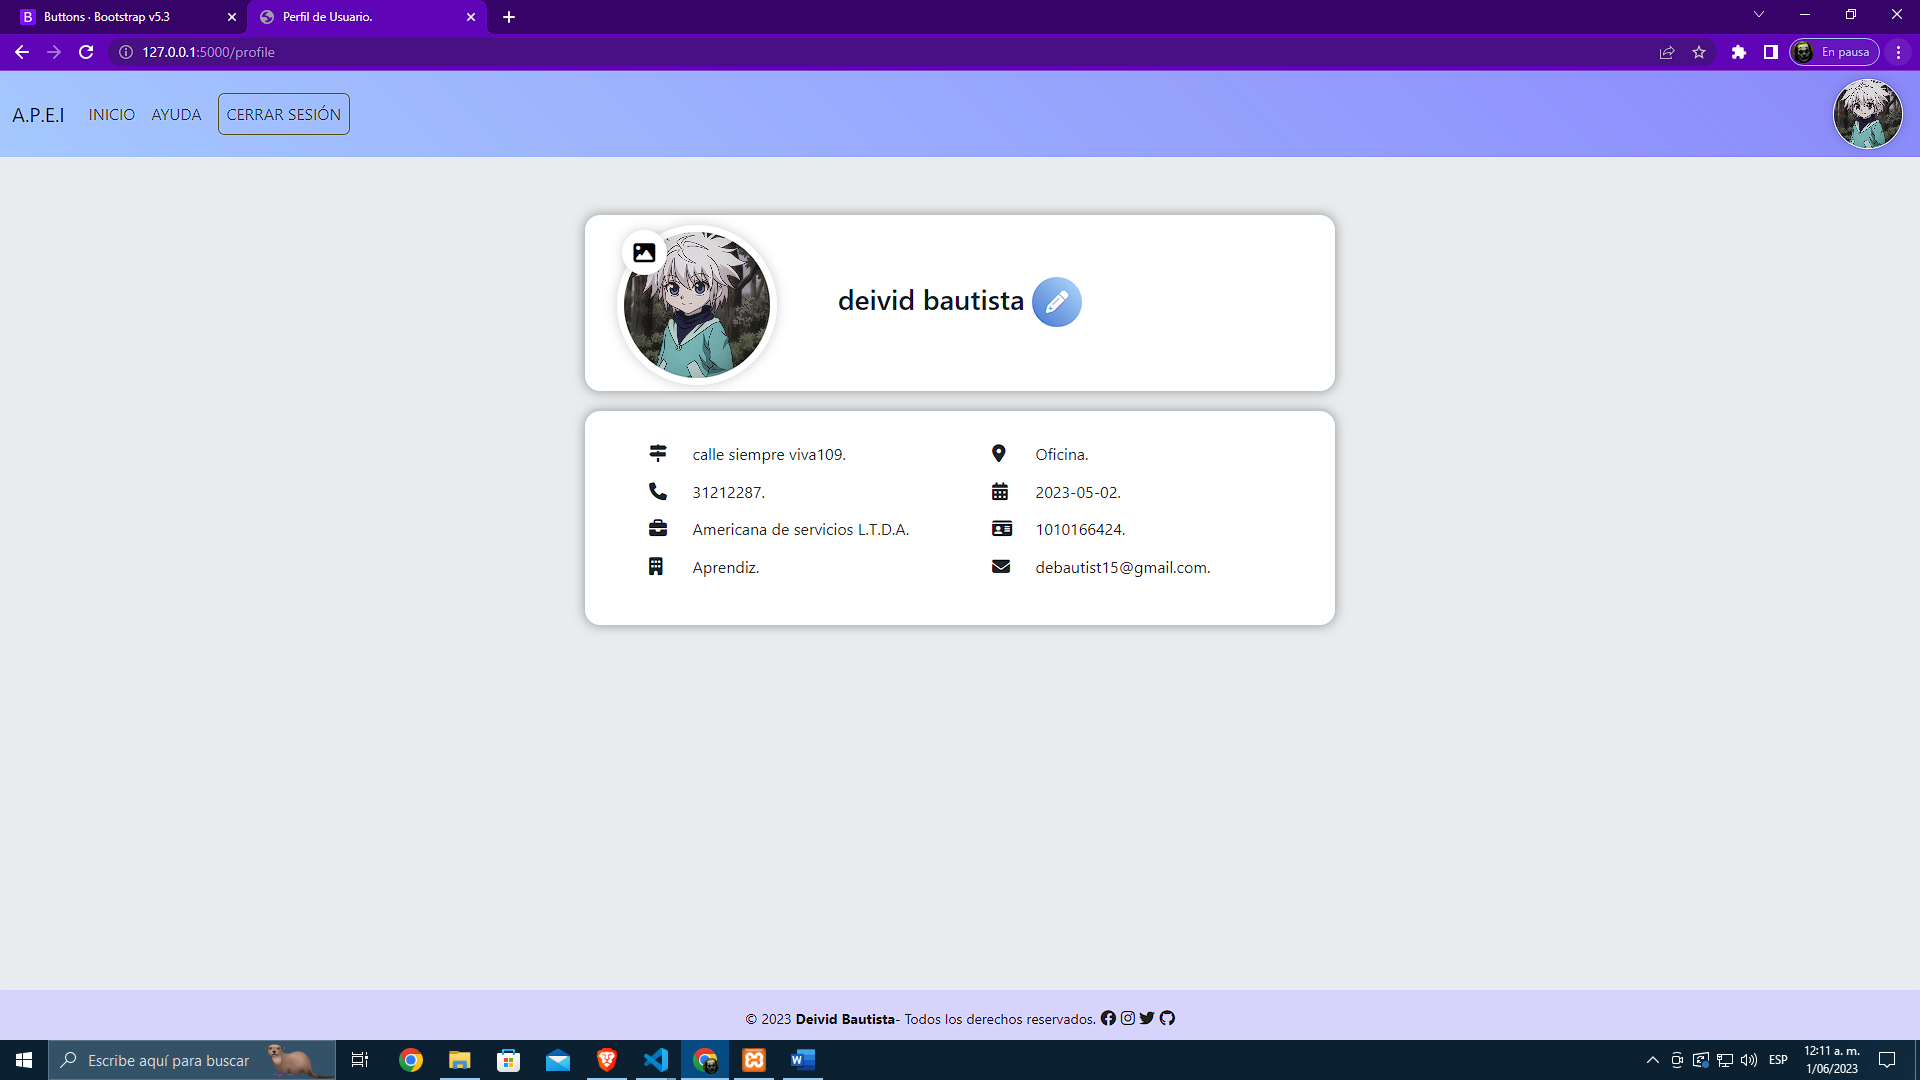 Buttons · Bootstrap v5.3
Perfil de Usuario.
127.0.0.1:5000/profile
En pausa
A.P.E.I
INICIO
AYUDA
CERRAR SESIÓN
deivid bautista
calle siempre viva109.
Oficina.
31212287.
2023-05-02.
Americana de servicios L.T.D.A.
1010166424.
Aprendiz.
debautist15@gmail.com.
© 2023 Deivid Bautista- Todos los derechos reservados.
Escribe aquí para buscar
ESP
12:11 a. m.
1/06/2023